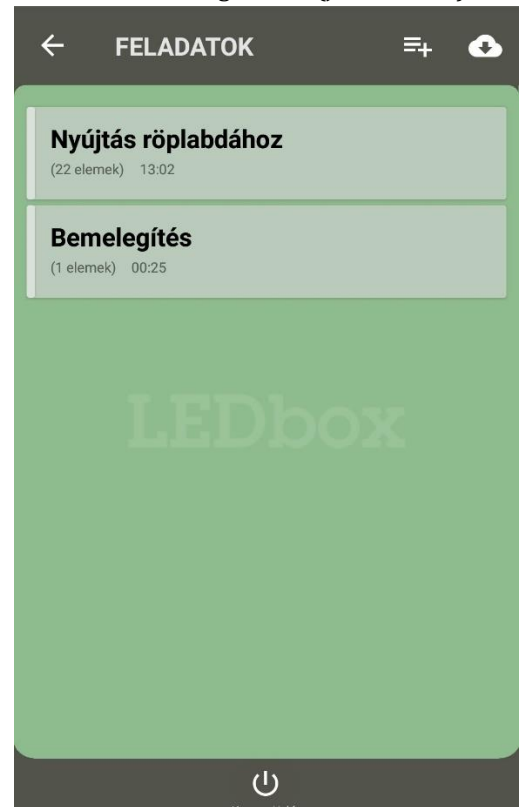 FELADATOK
Nyújtás röplabdához
(22 elemek) 13:02
Bemelegítés
(1 elemek) 00:25
LEDbox